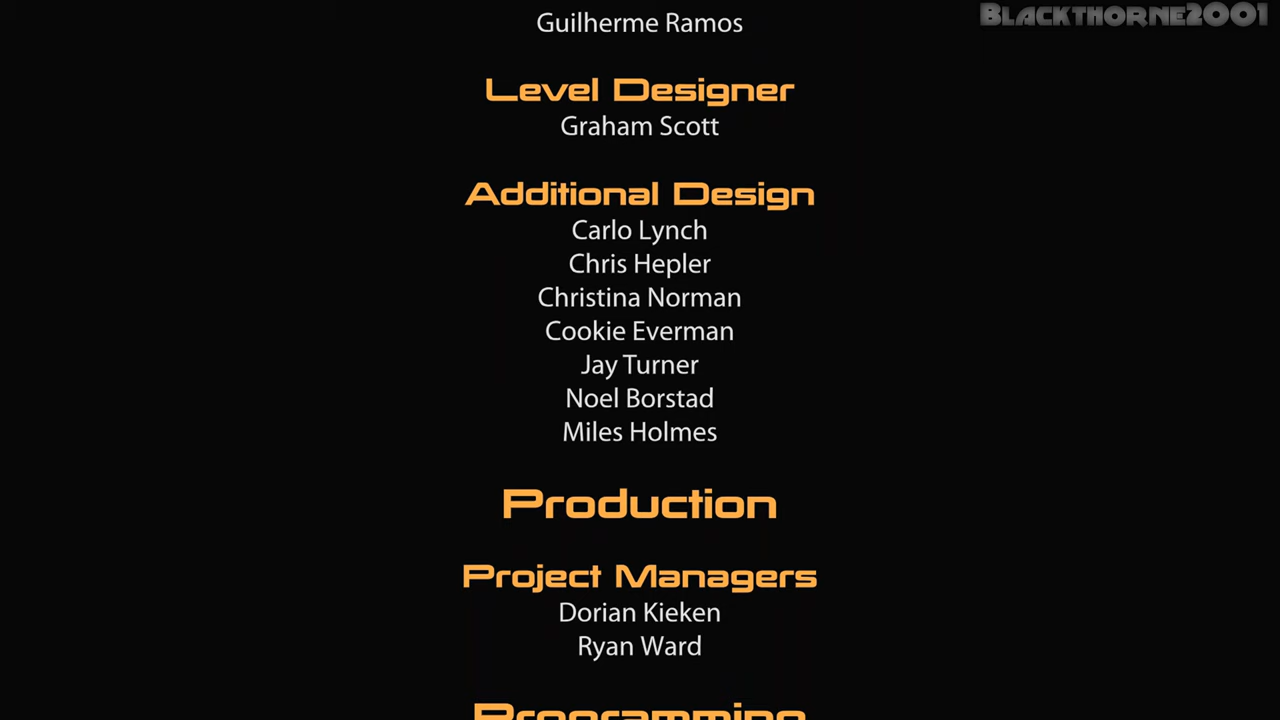 Guilherme Ramos
Blackthorne2001
Level Designer
Graham Scott
Additional Design
Carlo Lynch
Chris Hepler
Christina Norman
Cookie Everman
Jay Turner
Noel Borstad
Miles Holmes
Production
Project Managers
Dorian Kieken
Ryan Ward
Programming